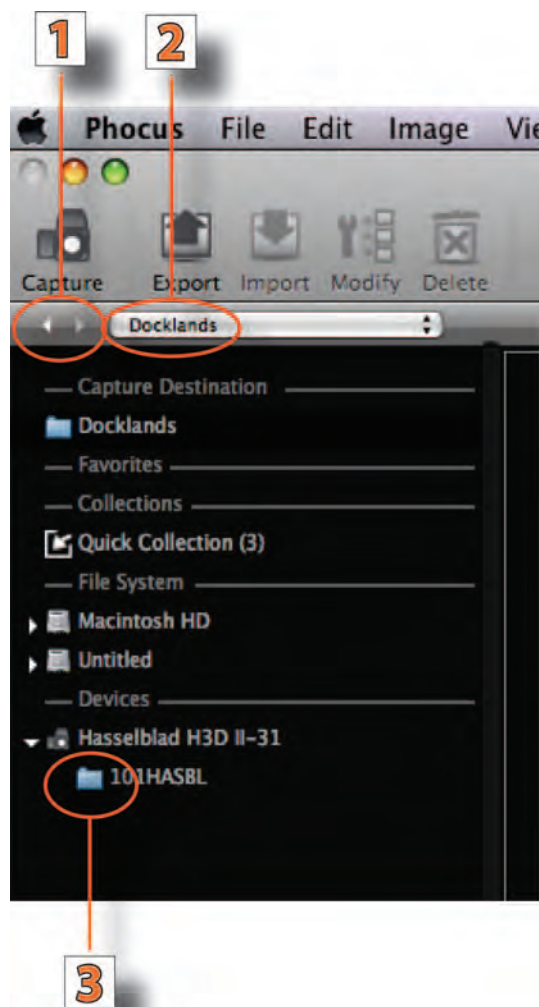 1 2
Phocus File Edit Image Vie
Capture Export Import Modify Delete
Docklands
Capture Destination
Docklands
Favorites
Collections
Quick Collection (3)
File System
Macintosh HD
Untitled
Devices
Hasselblad H3D II-31
101HASBL
3